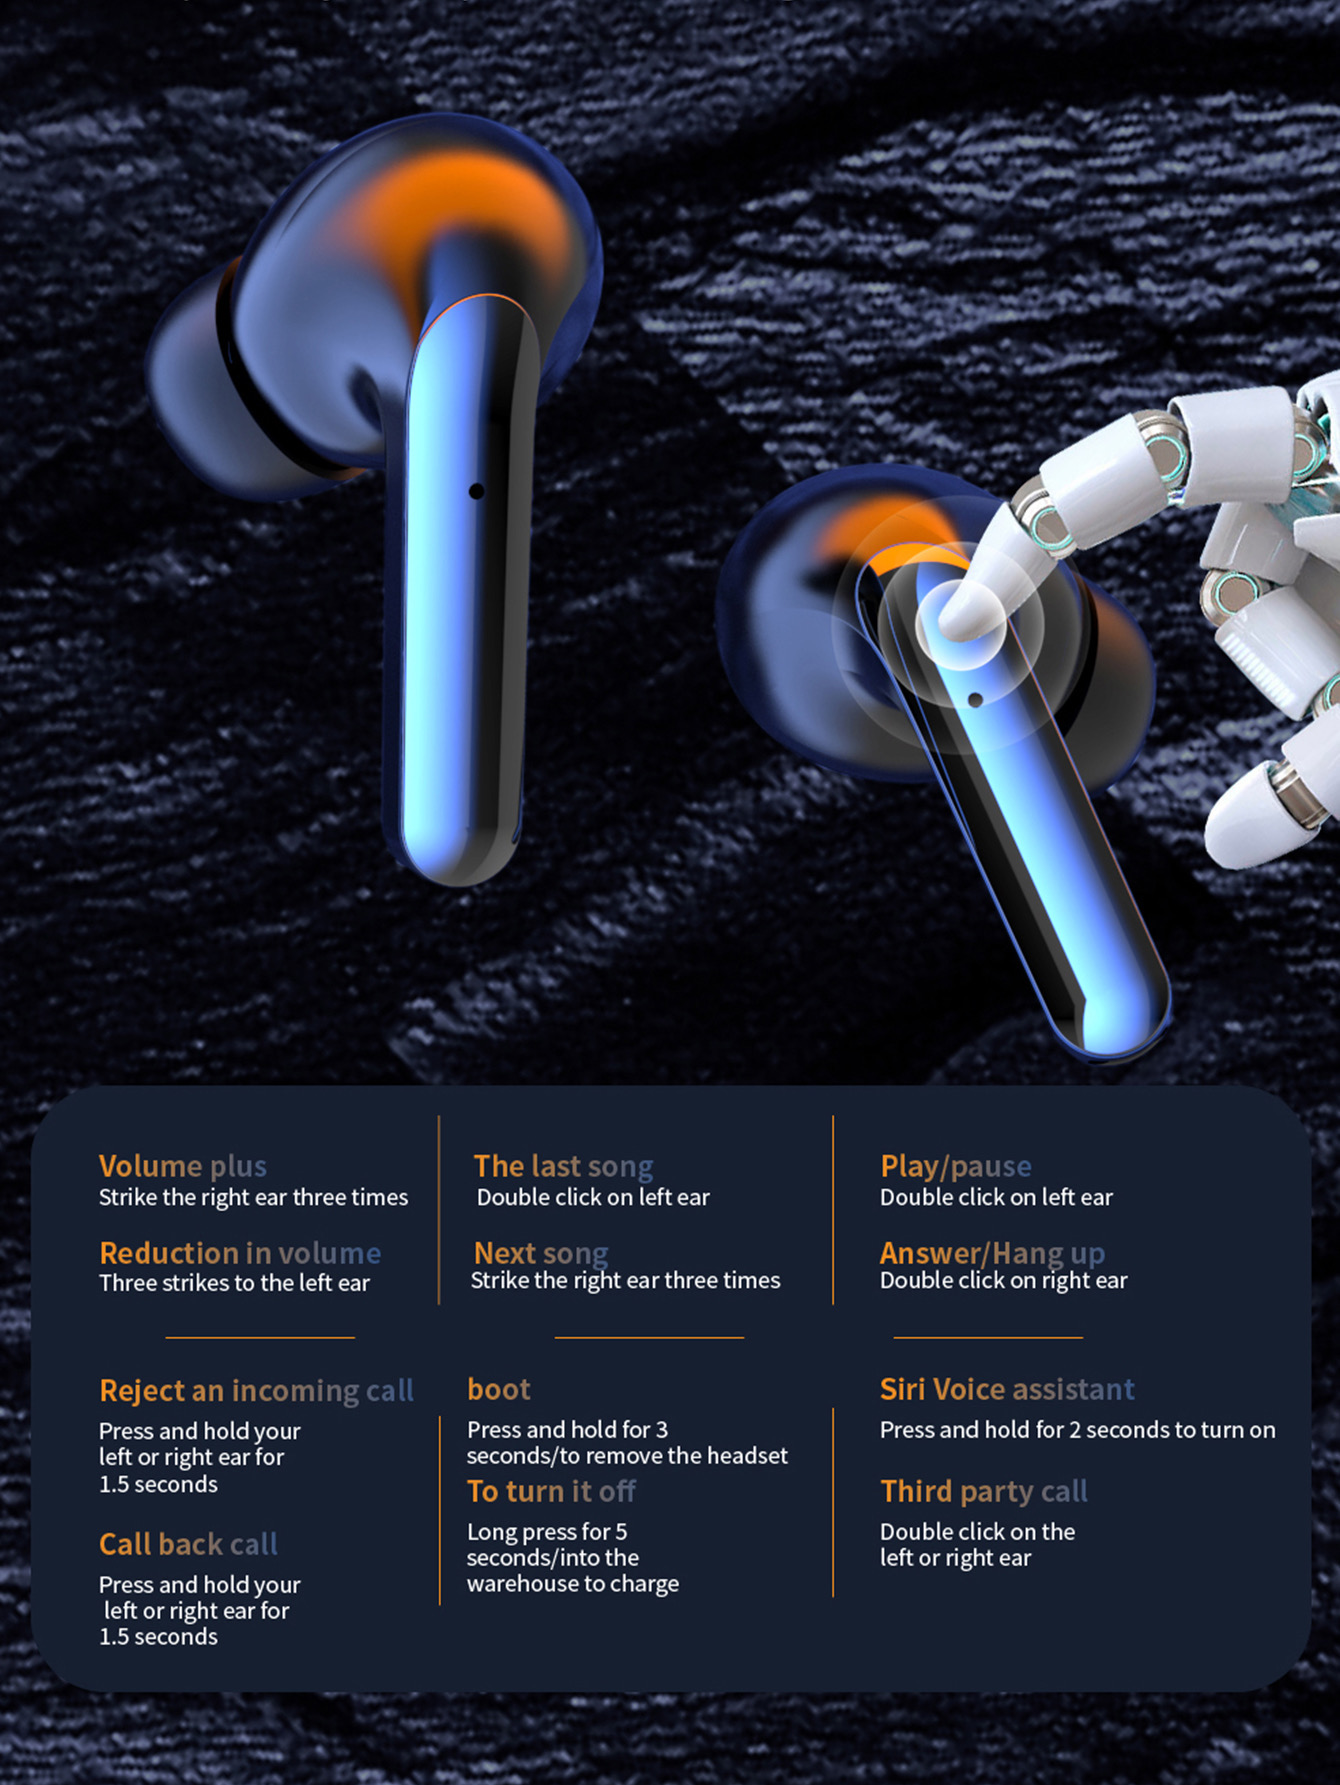 Volume plus
Strike the right ear three times
Reduction in volume
Three strikes to the left ear
The last song
Double click on left ear
Next song
Strike the right ear three times
Play/pause
Double click on left ear
Answer/Hang up
Double click on right ear
Reject an incoming call
Press and hold your
left or right ear for
1.5 seconds
Call back call
Press and hold your
left or right ear for
1.5 seconds
boot
Press and hold for 3
seconds/to remove the headset
To turn it off
Long press for 5
seconds/into the
warehouse to charge
Siri Voice assistant
Press and hold for 2 seconds to turn on
Third party call
Double click on the
left or right ear